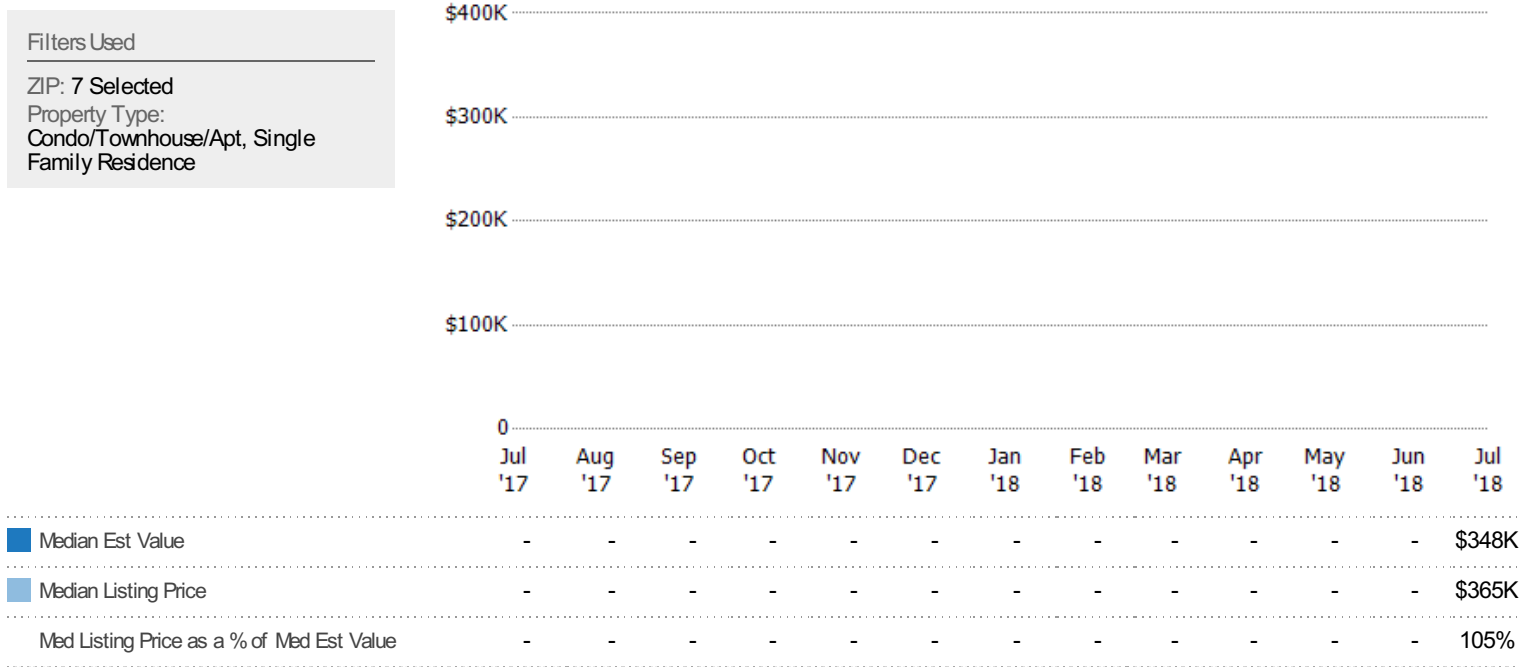 Filters Used
ZIP: 7 Selected
Property Type:
Condo/Townhouse/Apt, Single
Family Residence
$400K
$300K
$200K
$100K
0
Jul Aug Sep Oct Nov Dec Jan Feb Mar Apr May Jun Jul
'17 '17 '17 '17 '17 '17 '18 '18 '18 '18 '18 '18 '18
Median Est Value - - - - - - - - - - - - $348K
Median Listing Price - - - - - - - - - - - - $365K
Med Listing Price as a % of Med Est Value - - - - - - - - - - - - 105%